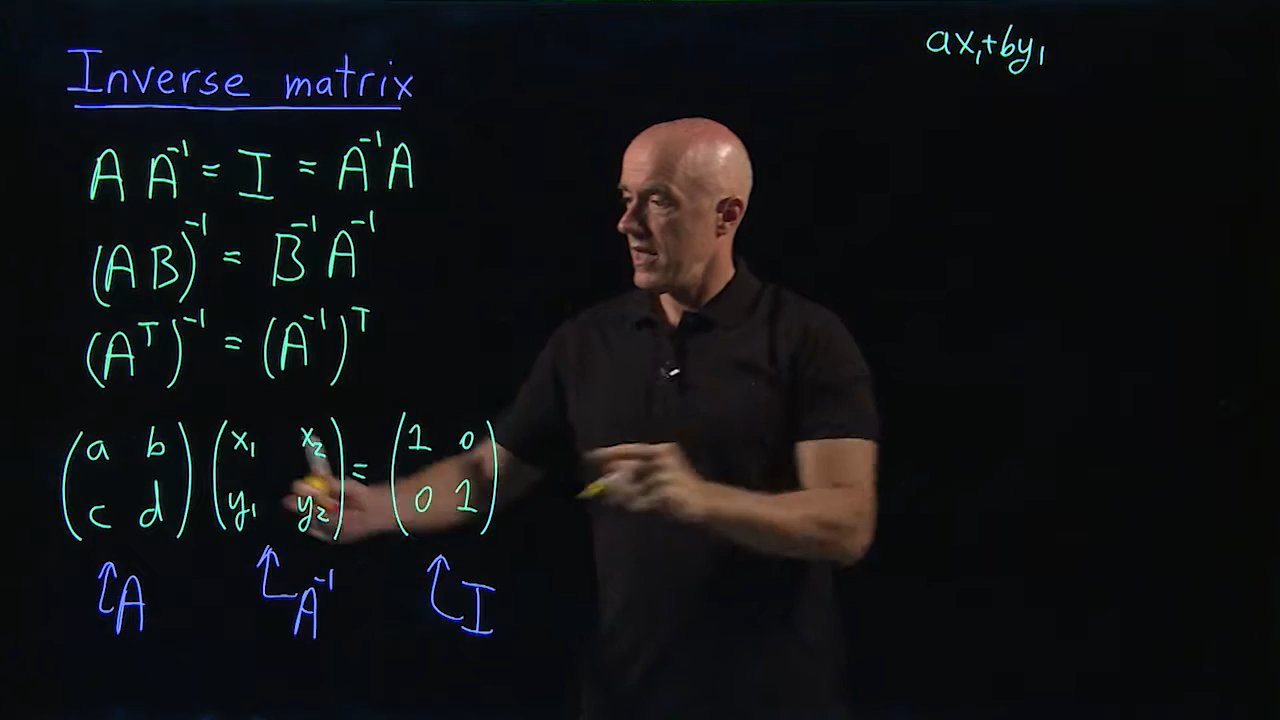 Inverse matrix
A A⁻¹ = I = A⁻¹A
(AB)⁻¹ = B⁻¹A⁻¹
(Aᵀ)⁻¹ = (A⁻¹)ᵀ
(a b) (x₁ x₂) = (1 0)
(c d) (y₁ y₂) (0 1)
↑A ↑A⁻¹ ↑I
ax₁+by₁